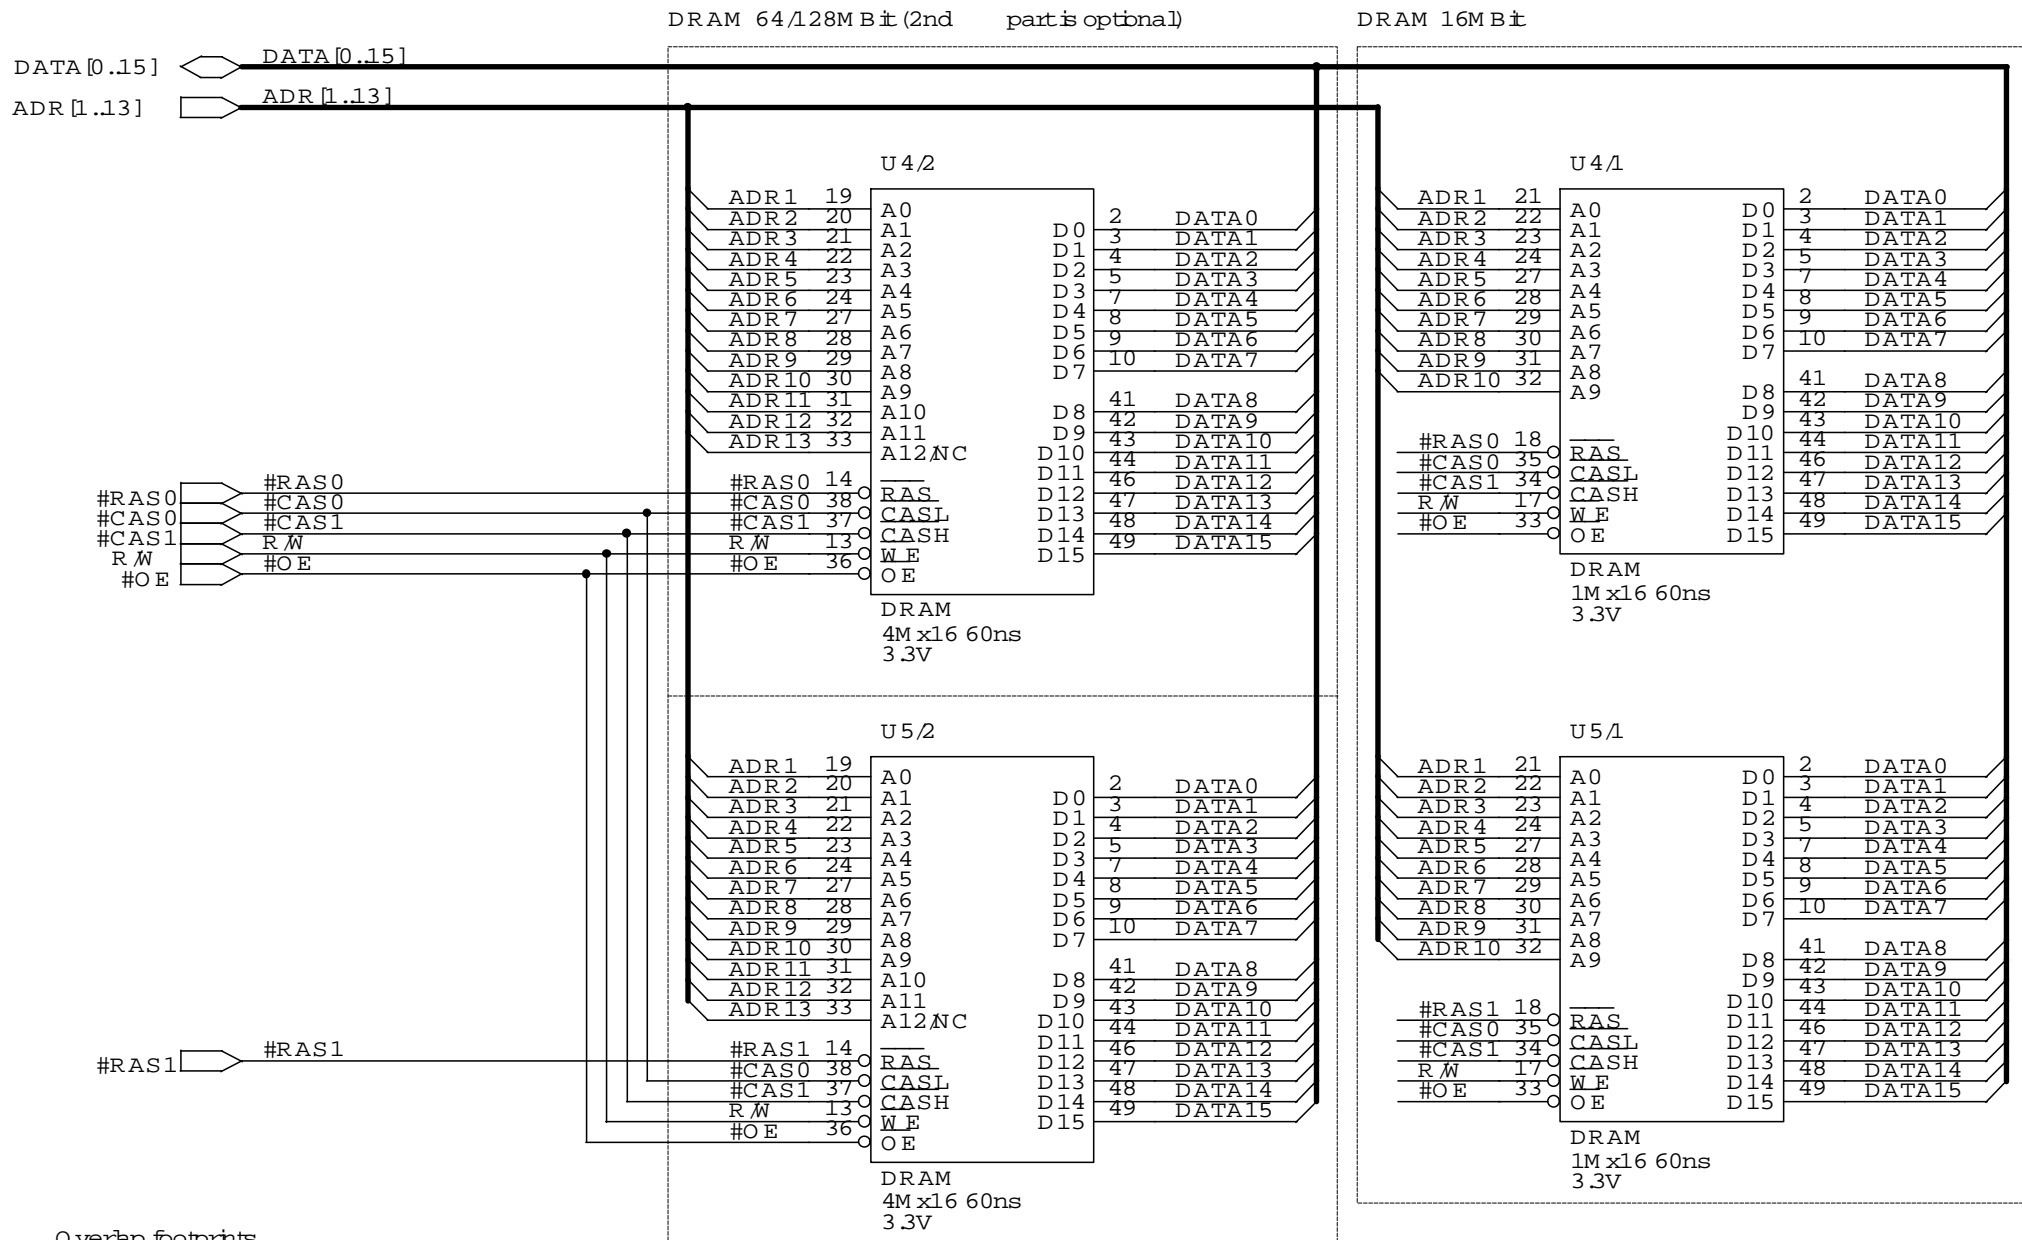 DRAM 64/128MBit (2nd part is optional)
DRAM 16MBit
DATA[0..15]
DATA[0..15]
ADR[1..13]
ADR[1..13]
U4/2
ADR1 19 A0
ADR2 20 A1
ADR3 21 A2
ADR4 22 A3
ADR5 23 A4
ADR6 24 A5
ADR7 27 A6
ADR8 28 A7
ADR9 29 A8
ADR10 30 A9
ADR11 31 A10
ADR12 32 A11
ADR13 33 A12/NC
#RAS0 14 RAS
#CAS0 38 CASL
#CAS1 37 CASH
R/W 13 WE
#OE 36 OE
D0 2 DATA0
D1 3 DATA1
D2 4 DATA2
D3 5 DATA3
D4 7 DATA4
D5 8 DATA5
D6 9 DATA6
D7 10 DATA7
D8 41 DATA8
D9 42 DATA9
D10 43 DATA10
D11 44 DATA11
D12 46 DATA12
D13 47 DATA13
D14 48 DATA14
D15 49 DATA15
DRAM
4Mx16 60ns
3.3V
U4/1
ADR1 21 A0
ADR2 22 A1
ADR3 23 A2
ADR4 24 A3
ADR5 27 A4
ADR6 28 A5
ADR7 29 A6
ADR8 30 A7
ADR9 31 A8
ADR10 32 A9
#RAS0 18 RAS
#CAS0 35 CASL
#CAS1 34 CASH
R/W 17 WE
#OE 33 OE
D0 2 DATA0
D1 3 DATA1
D2 4 DATA2
D3 5 DATA3
D4 7 DATA4
D5 8 DATA5
D6 9 DATA6
D7 10 DATA7
D8 41 DATA8
D9 42 DATA9
D10 43 DATA10
D11 44 DATA11
D12 46 DATA12
D13 47 DATA13
D14 48 DATA14
D15 49 DATA15
DRAM
1Mx16 60ns
3.3V
#RAS0 #RAS0
#CAS0 #CAS0
#CAS1 #CAS1
R/W R/W
#OE #OE
U5/2
ADR1 19 A0
ADR2 20 A1
ADR3 21 A2
ADR4 22 A3
ADR5 23 A4
ADR6 24 A5
ADR7 27 A6
ADR8 28 A7
ADR9 29 A8
ADR10 30 A9
ADR11 31 A10
ADR12 32 A11
ADR13 33 A12/NC
#RAS1 14 RAS
#CAS0 38 CASL
#CAS1 37 CASH
R/W 13 WE
#OE 36 OE
D0 2 DATA0
D1 3 DATA1
D2 4 DATA2
D3 5 DATA3
D4 7 DATA4
D5 8 DATA5
D6 9 DATA6
D7 10 DATA7
D8 41 DATA8
D9 42 DATA9
D10 43 DATA10
D11 44 DATA11
D12 46 DATA12
D13 47 DATA13
D14 48 DATA14
D15 49 DATA15
DRAM
4Mx16 60ns
3.3V
U5/1
ADR1 21 A0
ADR2 22 A1
ADR3 23 A2
ADR4 24 A3
ADR5 27 A4
ADR6 28 A5
ADR7 29 A6
ADR8 30 A7
ADR9 31 A8
ADR10 32 A9
#RAS1 18 RAS
#CAS0 35 CASL
#CAS1 34 CASH
R/W 17 WE
#OE 33 OE
D0 2 DATA0
D1 3 DATA1
D2 4 DATA2
D3 5 DATA3
D4 7 DATA4
D5 8 DATA5
D6 9 DATA6
D7 10 DATA7
D8 41 DATA8
D9 42 DATA9
D10 43 DATA10
D11 44 DATA11
D12 46 DATA12
D13 47 DATA13
D14 48 DATA14
D15 49 DATA15
DRAM
1Mx16 60ns
3.3V
#RAS1 #RAS1
Overlap footprints